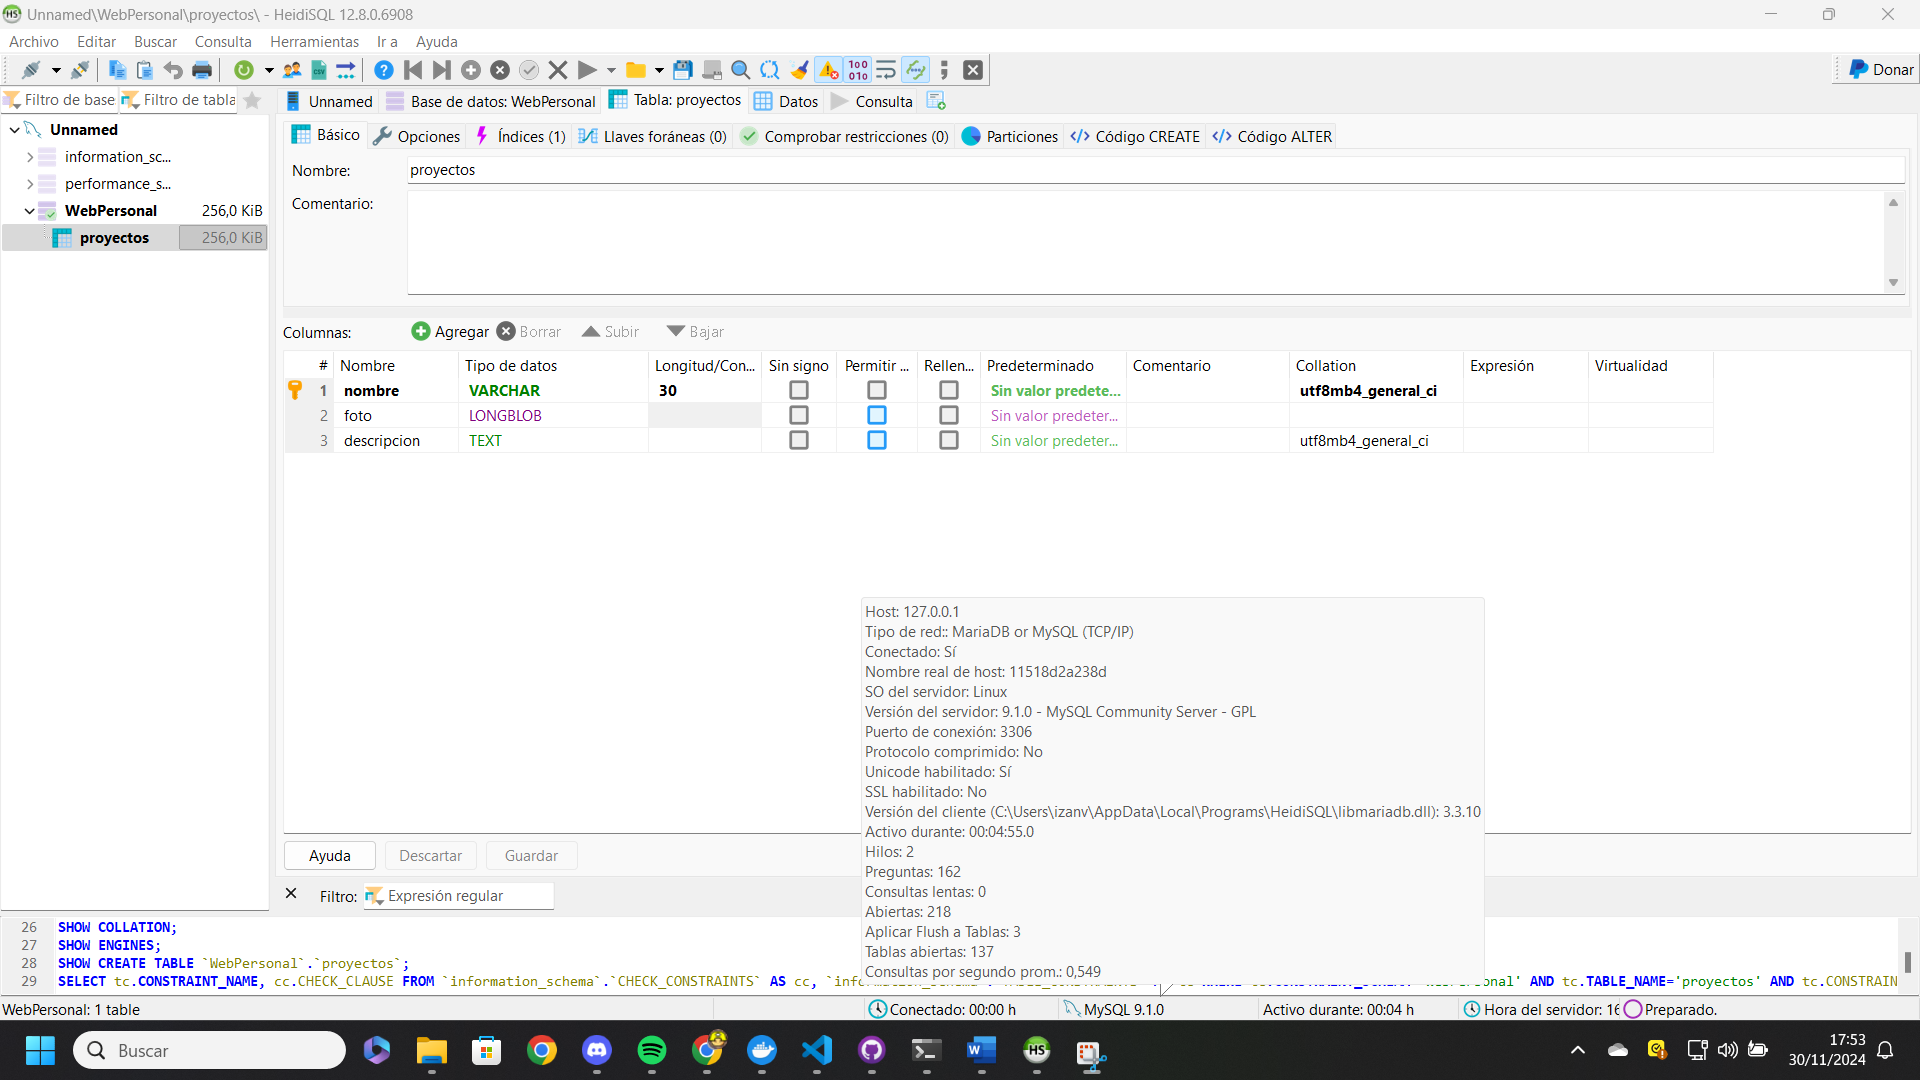 Unnamed\WebPersonal\proyectos\ - HeidiSQL 12.8.0.6908
Archivo Editar Buscar Consulta Herramientas Ir a Ayuda
Donar
Filtro de base Filtro de tabla
Unnamed Base de datos: WebPersonal Tabla: proyectos Datos Consulta
Unnamed
information_sc...
performance_s...
WebPersonal 256,0 KiB
proyectos 256,0 KiB
Básico Opciones Índices (1) Llaves foráneas (0) Comprobar restricciones (0) Particiones Código CREATE Código ALTER
Nombre: proyectos
Comentario:
Columnas: Agregar Borrar Subir Bajar
# Nombre Tipo de datos Longitud/Con... Sin signo Permitir ... Rellen... Predeterminado Comentario Collation Expresión Virtualidad
1 nombre VARCHAR 30 Sin valor predete... utf8mb4_general_ci
2 foto LONGBLOB Sin valor predeter...
3 descripcion TEXT Sin valor predeter... utf8mb4_general_ci
Host: 127.0.0.1
Tipo de red:: MariaDB or MySQL (TCP/IP)
Conectado: Sí
Nombre real de host: 11518d2a238d
SO del servidor: Linux
Versión del servidor: 9.1.0 - MySQL Community Server - GPL
Puerto de conexión: 3306
Protocolo comprimido: No
Unicode habilitado: Sí
SSL habilitado: No
Versión del cliente (C:\Users\izanv\AppData\Local\Programs\HeidiSQL\libmariadb.dll): 3.3.10
Activo durante: 00:04:55.0
Hilos: 2
Preguntas: 162
Consultas lentas: 0
Abiertas: 218
Aplicar Flush a Tablas: 3
Tablas abiertas: 137
Consultas por segundo prom.: 0,549
Ayuda Descartar Guardar
Filtro: Expresión regular
26 SHOW COLLATION;
27 SHOW ENGINES;
28 SHOW CREATE TABLE `WebPersonal`.`proyectos`;
29 SELECT tc.CONSTRAINT_NAME, cc.CHECK_CLAUSE FROM `information_schema`.`CHECK_CONSTRAINTS` AS cc, AND tc.TABLE_NAME='proyectos' AND tc.CONSTRAIN
WebPersonal: 1 table Conectado: 00:00 h MySQL 9.1.0 Activo durante: 00:04 h Hora del servidor: 16 Preparado.
Buscar
17:53
30/11/2024